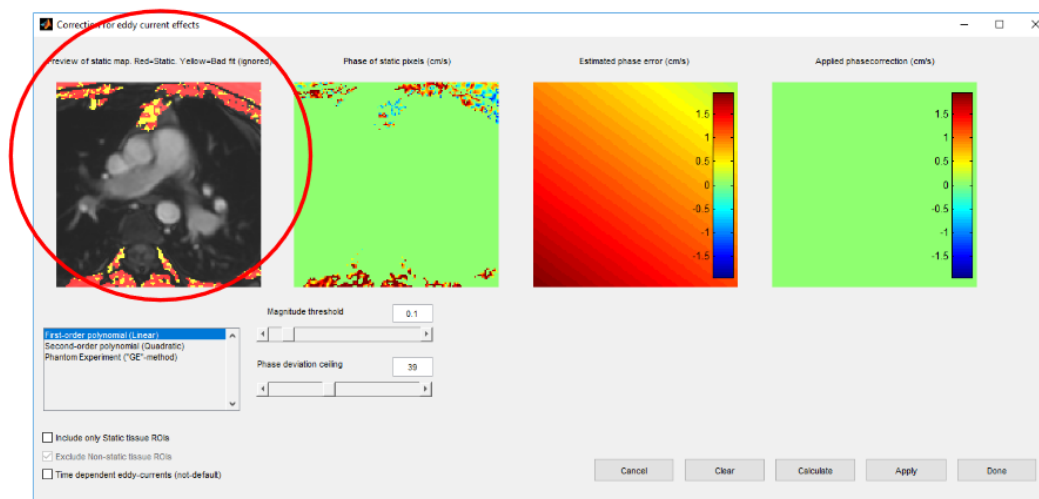 Correction for eddy current effects
Preview of static map. Red=Static. Yellow=Bad fit (ignored)
Phase of static pixels (cm/s)
Estimated phase error (cm/s)
Applied phasecorrection (cm/s)
1.5
1
0.5
0
-0.5
-1
-1.5
1.5
1
0.5
0
-0.5
-1
-1.5
Magnitude threshold
0.1
First-order polynomial (Linear)
Second-order polynomial (Quadratic)
Phantom Experiment ("GE"-method)
Phase deviation ceiling
39
Include only Static tissue ROIs
Exclude Non-static tissue ROIs
Time dependent eddy-currents (not-default)
Cancel
Clear
Calculate
Apply
Done